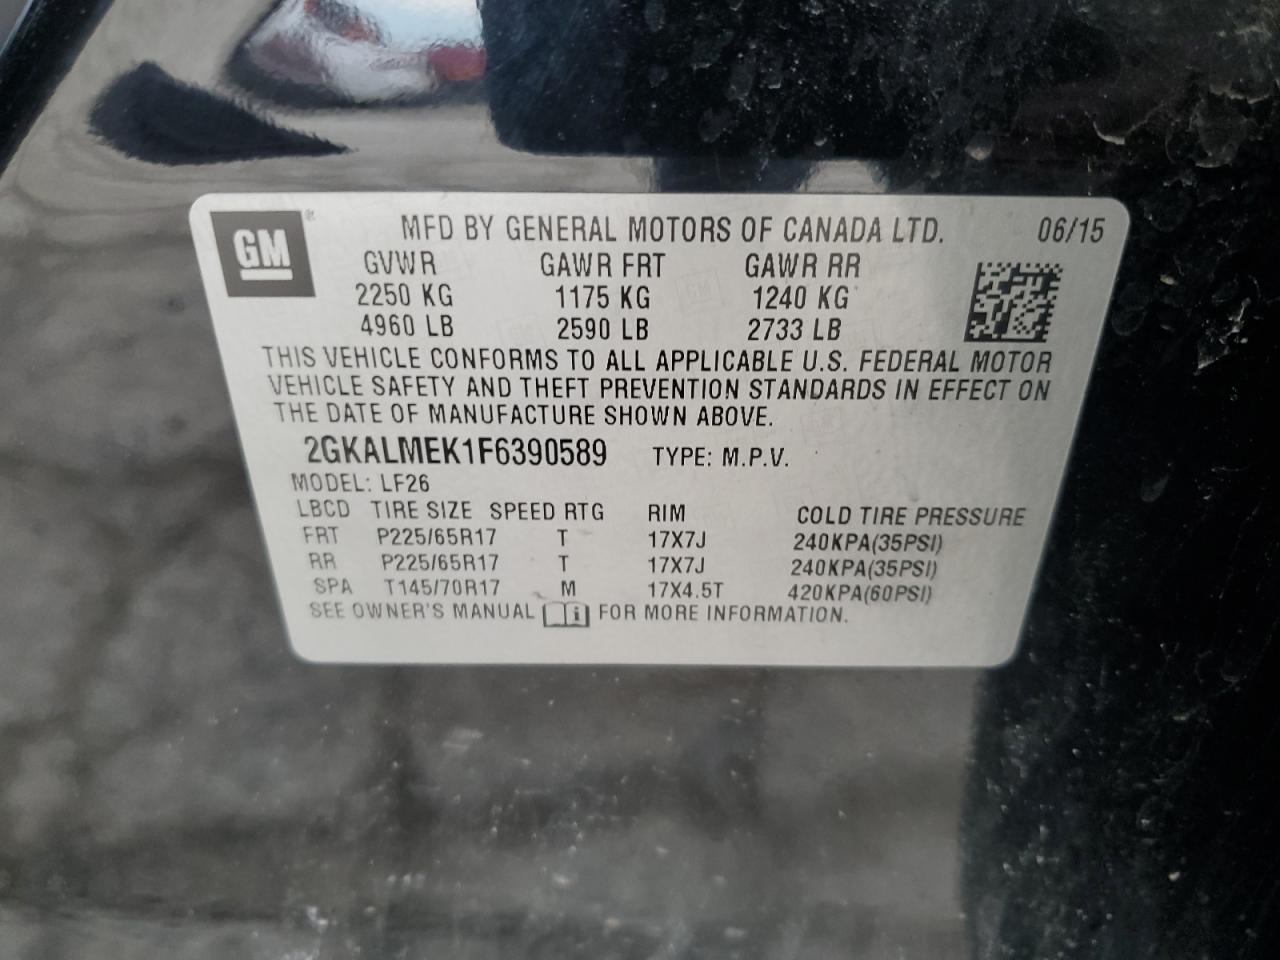 GM ® MFD BY GENERAL MOTORS OF CANADA LTD. 06/15
GVWR GAWR FRT GAWR RR
2250 KG 1175 KG 1240 KG
4960 LB 2590 LB 2733 LB
THIS VEHICLE CONFORMS TO ALL APPLICABLE U.S. FEDERAL MOTOR
VEHICLE SAFETY AND THEFT PREVENTION STANDARDS IN EFFECT ON
THE DATE OF MANUFACTURE SHOWN ABOVE.
2GKALMEK1F6390589 TYPE: M.P.V.
MODEL: LF26
LBCD TIRE SIZE SPEED RTG RIM COLD TIRE PRESSURE
FRT P225/65R17 T 17X7J 240KPA(35PSI)
RR P225/65R17 T 17X7J 240KPA(35PSI)
SPA T145/70R17 M 17X4.5T 420KPA(60PSI)
SEE OWNER'S MANUAL i FOR MORE INFORMATION.